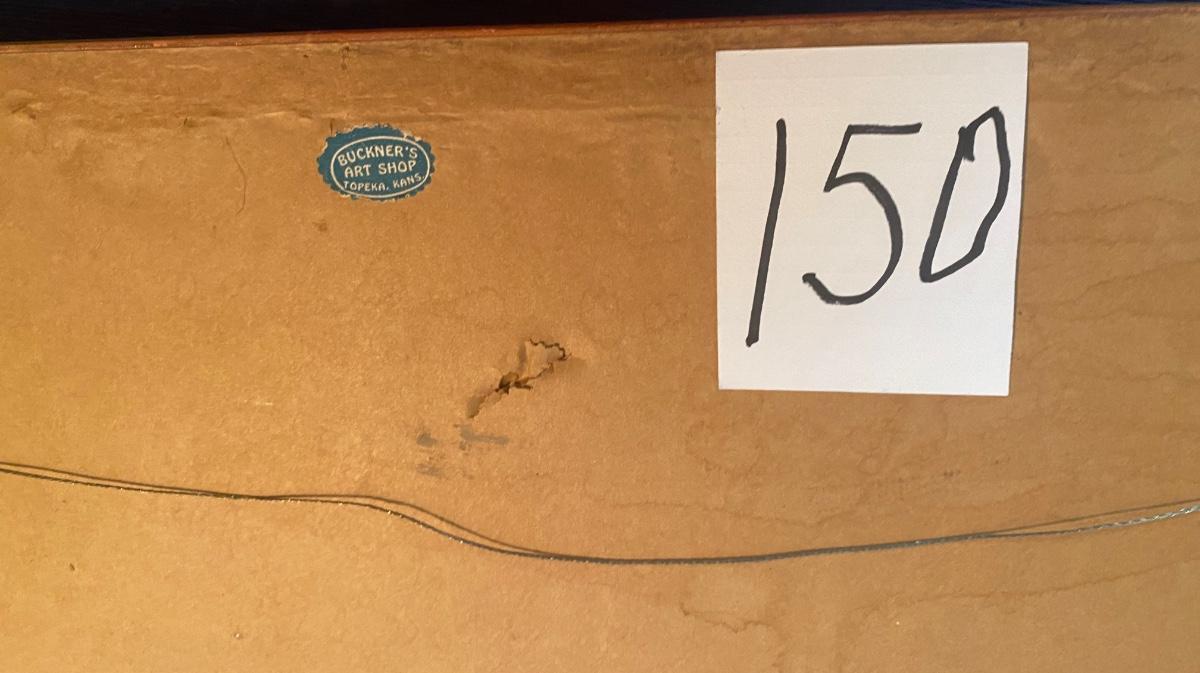 BUCKNER'S
ART SHOP
TOPEKA, KANS.
150